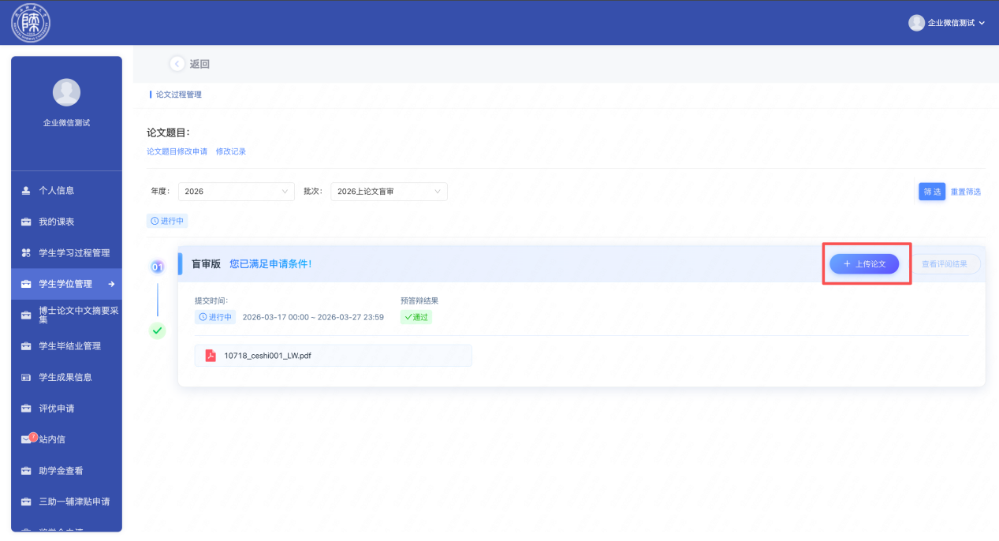 企业微信测试
返回
企业微信测试
个人信息
我的课表
学生学习过程管理
学生学位管理
博士论文中文摘要采
集
学生毕结业管理
学生成果信息
评优申请
7
站内信
助学金查看
三助一辅津贴申请
论文过程管理
论文题目:
论文题目修改申请 修改记录
年度: 2026 批次: 2026上论文盲审 筛 选 重置筛选
进行中
01 盲审版 您已满足申请条件! + 上传论文 查看评阅结果
提交时间: 预答辩结果
进行中 2026-03-17 00:00 ~ 2026-03-27 23:59 通过
10718_ceshi001_LW.pdf